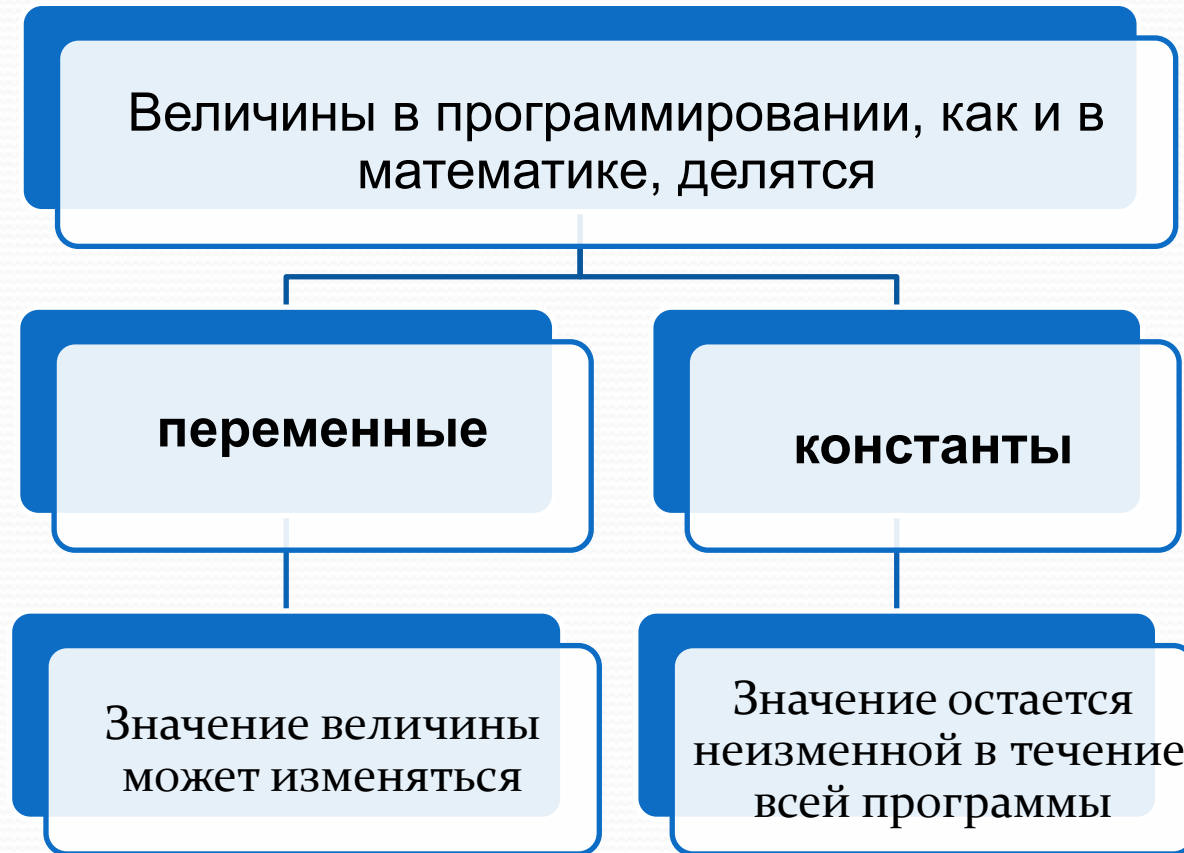 Величины в программировании, как и в
математике, делятся
переменные
константы
Значение величины
может изменяться
Значение остается
неизменной в течение
всей программы